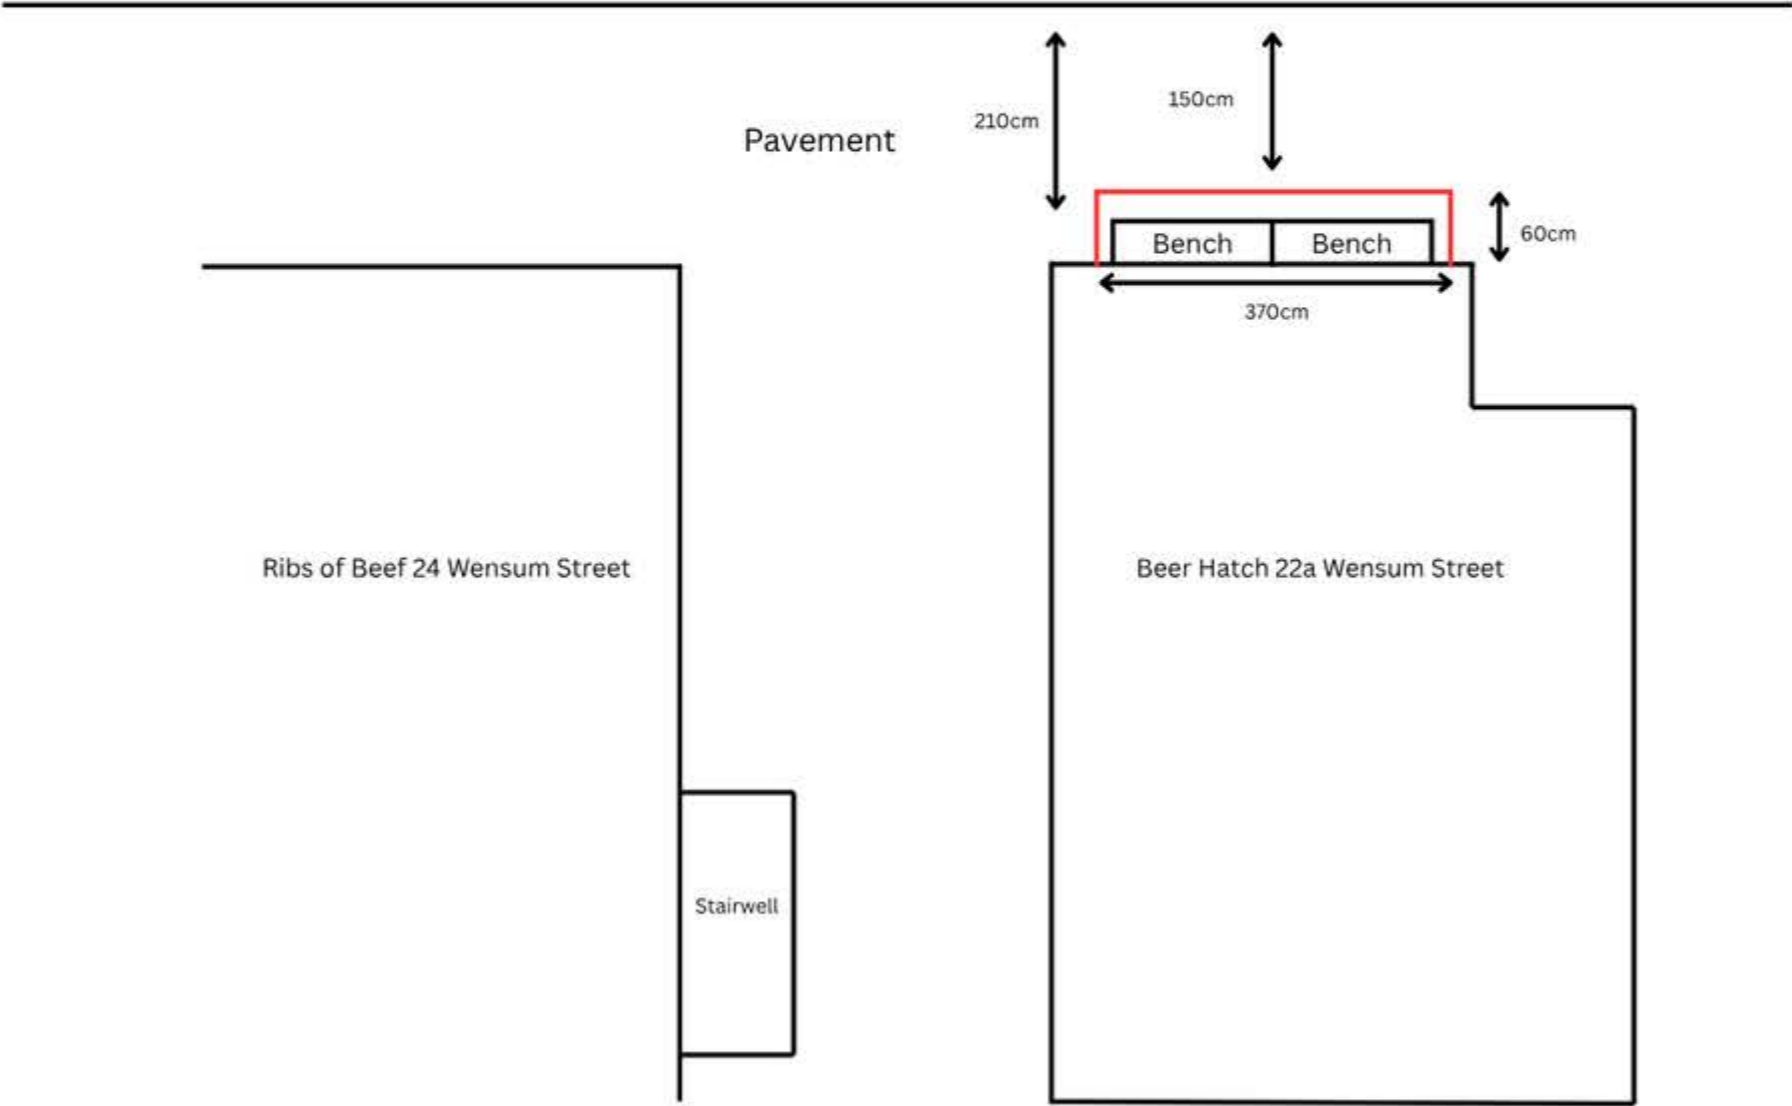 150cm
210cm
Pavement
60cm
Bench
Bench
370cm
Ribs of Beef 24 Wensum Street
Beer Hatch 22a Wensum Street
Stairwell